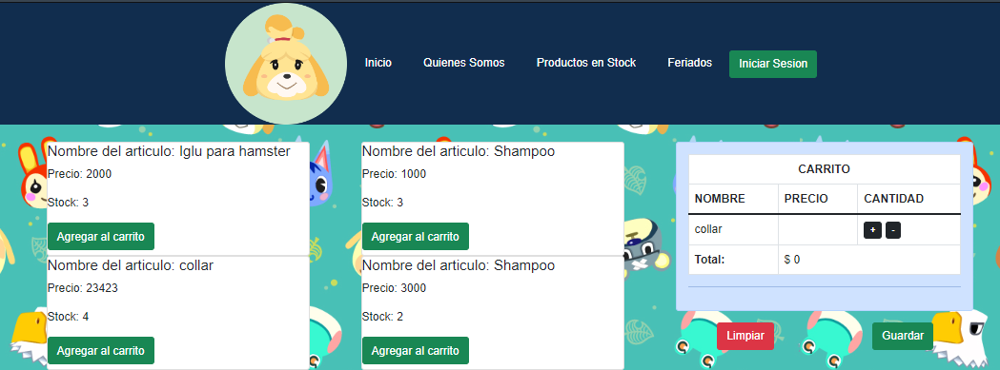 Inicio Quienes Somos Productos en Stock Feriados Iniciar Sesion
Nombre del articulo: Iglu para hamster
Precio: 2000
Stock: 3
Agregar al carrito
Nombre del articulo: Shampoo
Precio: 1000
Stock: 3
Agregar al carrito
Nombre del articulo: collar
Precio: 23423
Stock: 4
Agregar al carrito
Nombre del articulo: Shampoo
Precio: 3000
Stock: 2
Agregar al carrito
CARRITO
NOMBRE PRECIO CANTIDAD
collar + -
Total: $ 0
Limpiar Guardar